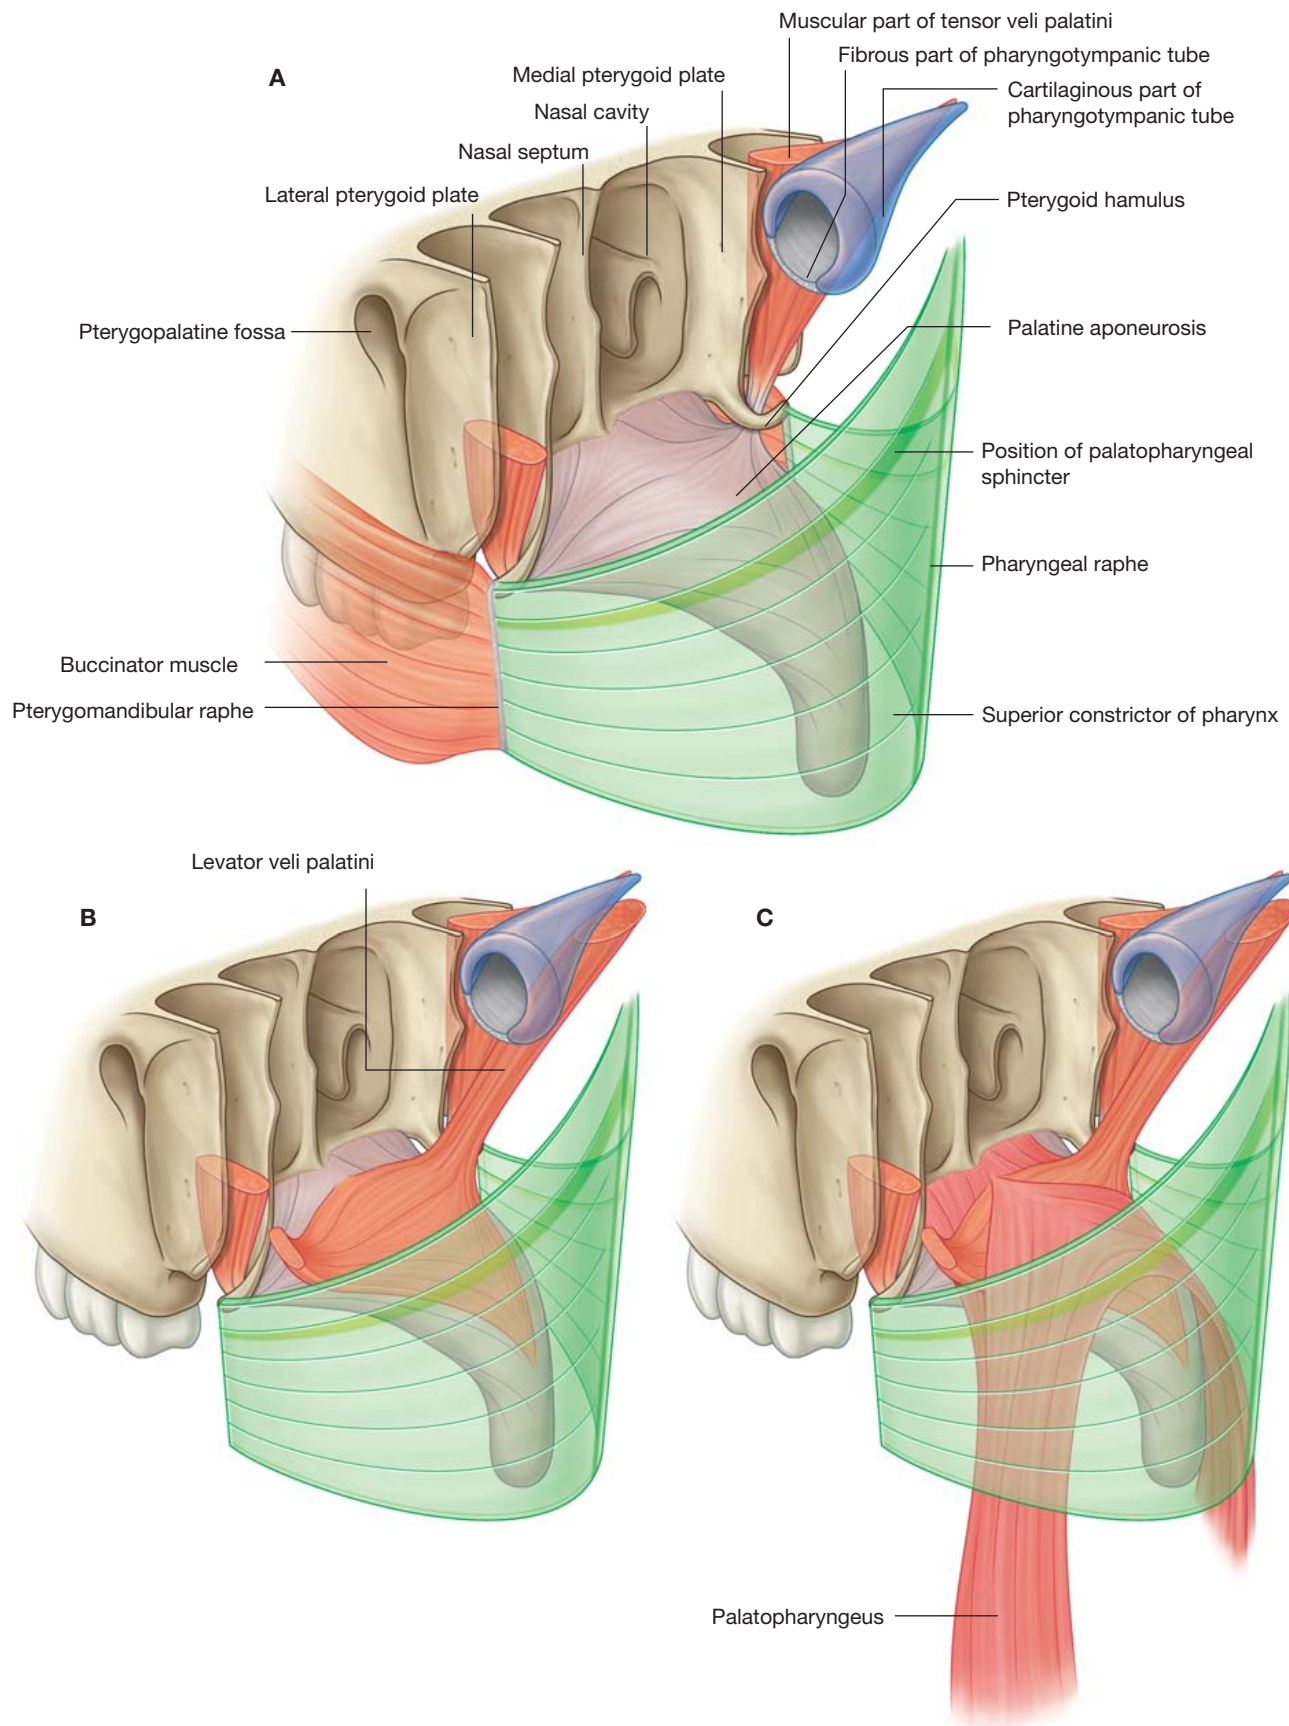 Muscular part of tensor veli palatini
Fibrous part of pharyngotympanic tube
A
Medial pterygoid plate
Cartilaginous part of
pharyngotympanic tube
Nasal cavity
Nasal septum
Lateral pterygoid plate
Pterygoid hamulus
Pterygopalatine fossa
Palatine aponeurosis
Position of palatopharyngeal
sphincter
Pharyngeal raphe
Buccinator muscle
Pterygomandibular raphe
Superior constrictor of pharynx
Levator veli palatini
B
C
Palatopharyngeus